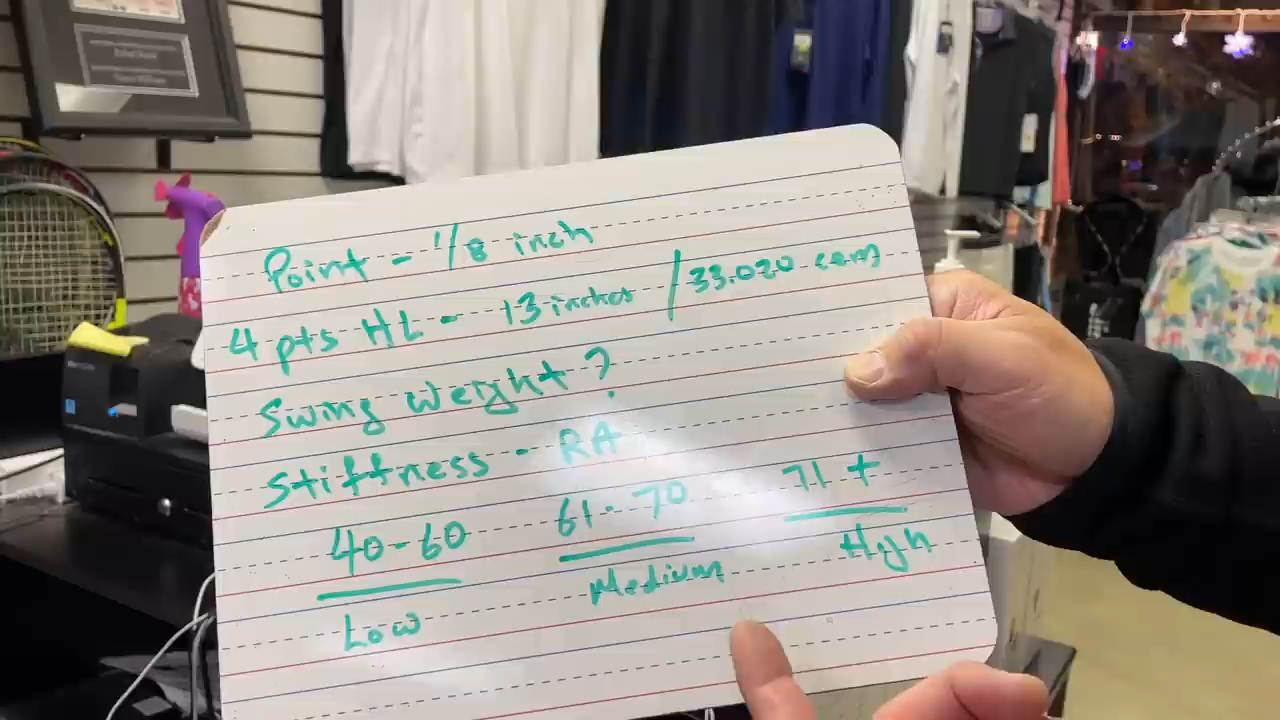 Point - 1/8 inch
4 pts HL - 13 inches / 33.020 cem
Swing weight?
Stiffness - RA
40-60 61-70 71+
Low Medium High